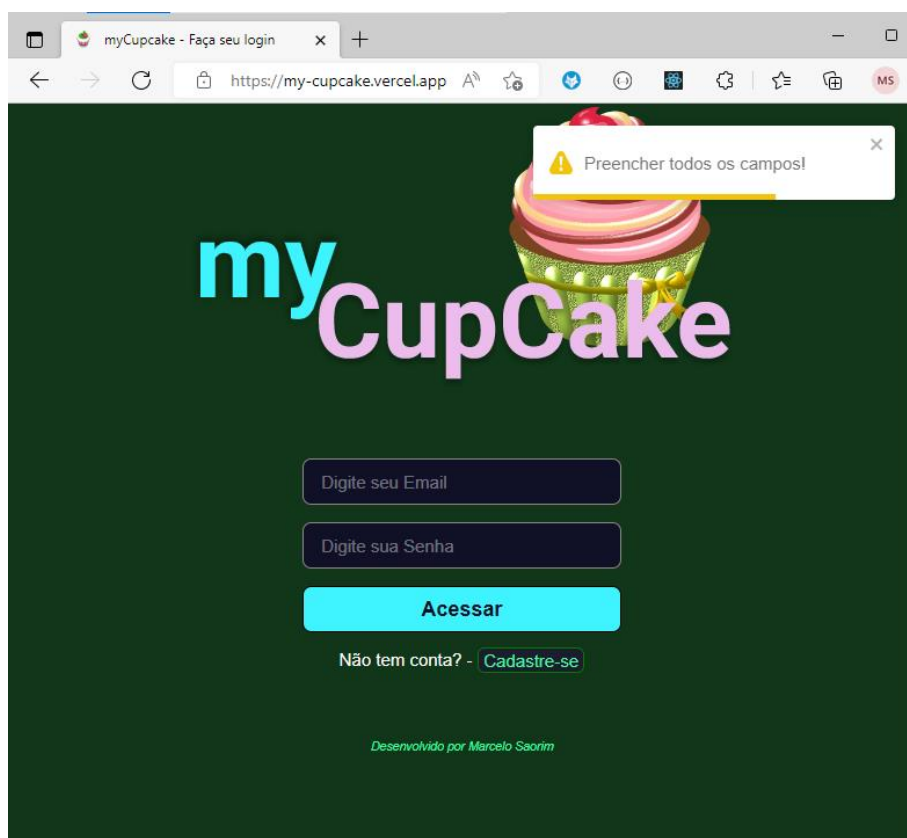 myCupcake - Faça seu login
https://my-cupcake.vercel.app
MS
Preencher todos os campos!
my
CupCake
Digite seu Email
Digite sua Senha
Acessar
Não tem conta? - Cadastre-se
Desenvolvido por Marcelo Saorim